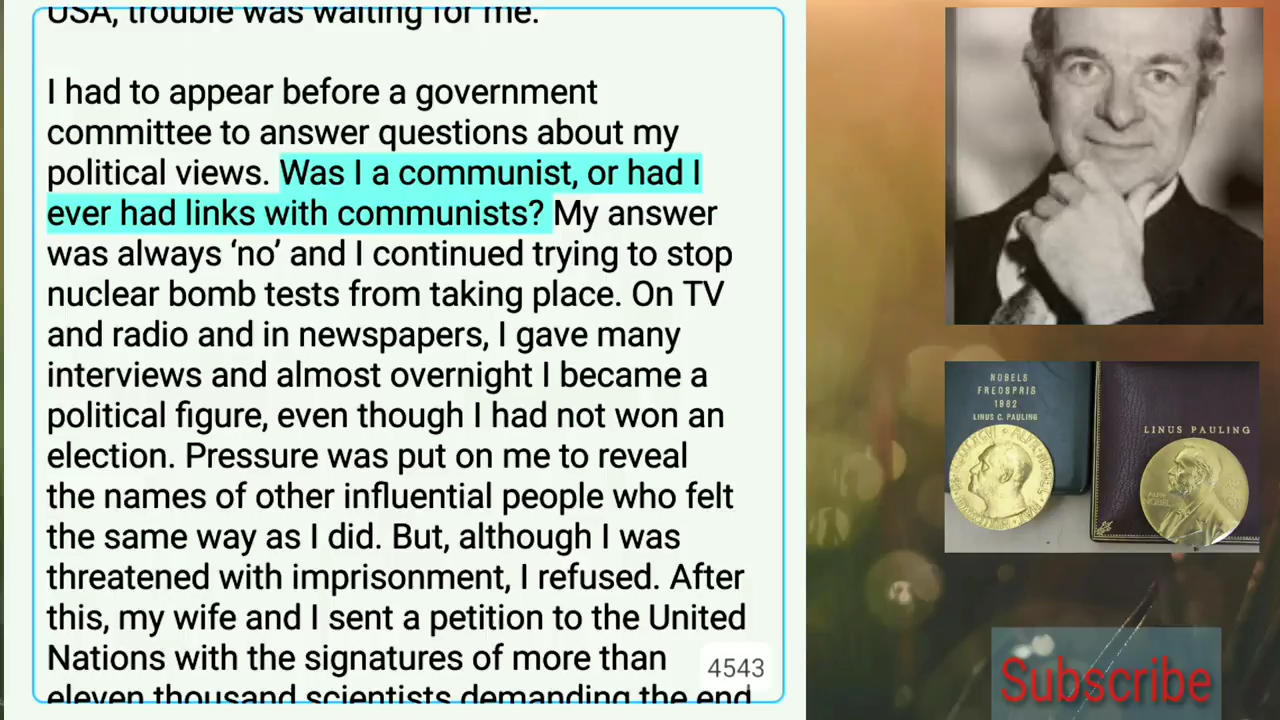 USA, trouble was waiting for me.
I had to appear before a government
committee to answer questions about my
political views. Was I a communist, or had I
ever had links with communists? My answer
was always ‘no’ and I continued trying to stop
nuclear bomb tests from taking place. On TV
and radio and in newspapers, I gave many
interviews and almost overnight I became a
political figure, even though I had not won an
election. Pressure was put on me to reveal
the names of other influential people who felt
the same way as I did. But, although I was
threatened with imprisonment, I refused. After
this, my wife and I sent a petition to the United
Nations with the signatures of more than
eleven thousand scientists demanding the end
4543
NOBELS
FREDSPRIS
1962
LINUS C. PAULING
LINUS PAULING
Subscribe